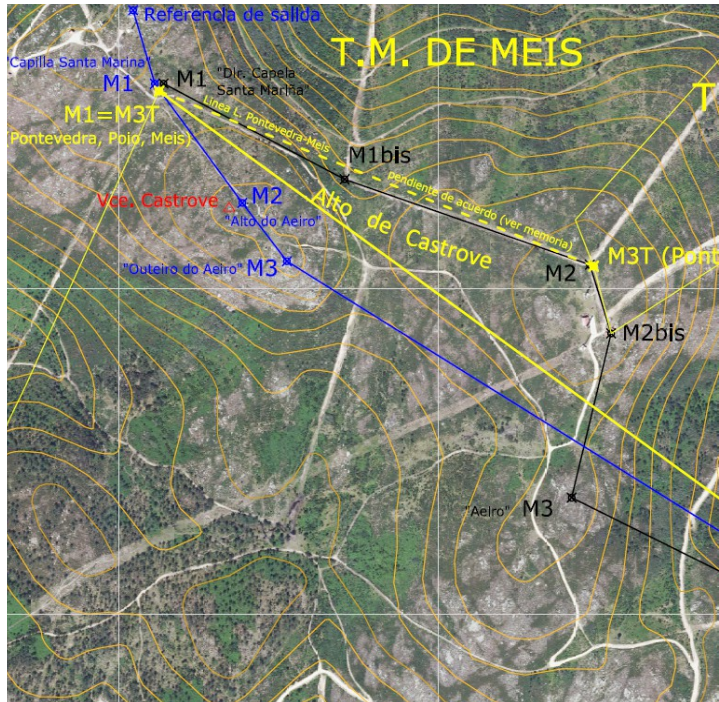 Referencia de salida
T.M. DE MEIS
"Capilla Santa Marina"
M1
M1
"Dlr. Capela
Santa Mariña"
T
M1=M3T
Pontevedra, Poio, Meis)
Línea L. Pontevedra-Meis
M1bis
pendiente de acuerdo (ver memoria)
Vce. Castrove
M2
"Alto do Aeiro"
Alto de Castrove
"Outeiro do Aeiro" M3
M2
M3T (Pont
M2bis
"Aeiro" M3